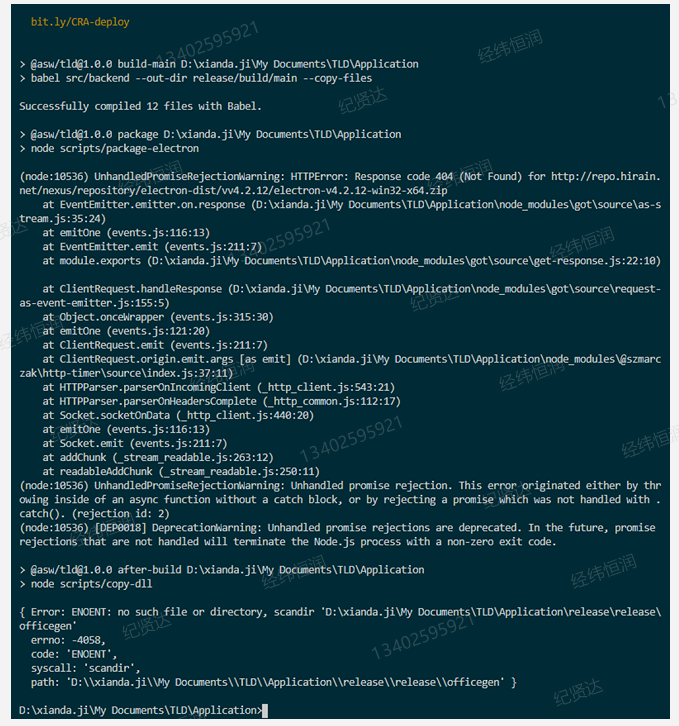 bit.ly/CRA-deploy
> @asw/tld@1.0.0 build-main D:\xianda.ji\My Documents\TLD\Application
> babel src/backend --out-dir release/build/main --copy-files
Successfully compiled 12 files with Babel.
> @asw/tld@1.0.0 package D:\xianda.ji\My Documents\TLD\Application
> node scripts/package-electron
(node:10536) UnhandledPromiseRejectionWarning: HTTPError: Response code 404 (Not Found) for http://repo.hirain.
net/nexus/repository/electron-dist/vv4.2.12/electron-v4.2.12-win32-x64.zip
at EventEmitter.emitter.on.response (D:\xianda.ji\My Documents\TLD\Application\node_modules\got\source\as-s
tream.js:35:24)
at emitOne (events.js:116:13)
at EventEmitter.emit (events.js:211:7)
at module.exports (D:\xianda.ji\My Documents\TLD\Application\node_modules\got\source\get-response.js:22:10)
at ClientRequest.handleResponse (D:\xianda.ji\My Documents\TLD\Application\node_modules\got\source\request-
as-event-emitter.js:155:5)
at Object.onceWrapper (events.js:315:30)
at emitOne (events.js:121:20)
at ClientRequest.emit (events.js:211:7)
at ClientRequest.origin.emit.args [as emit] (D:\xianda.ji\My Documents\TLD\Application\node_modules\@szmarc
zak\http-timer\source\index.js:37:11)
at HTTPParser.parserOnIncomingClient (_http_client.js:543:21)
at HTTPParser.parserOnHeadersComplete (_http_common.js:112:17)
at Socket.socketOnData (_http_client.js:440:20)
at emitOne (events.js:116:13)
at Socket.emit (events.js:211:7)
at addChunk (_stream_readable.js:263:12)
at readableAddChunk (_stream_readable.js:250:11)
(node:10536) UnhandledPromiseRejectionWarning: Unhandled promise rejection. This error originated either by thr
owing inside of an async function without a catch block, or by rejecting a promise which was not handled with .
catch(). (rejection id: 2)
(node:10536) [DEP0018] DeprecationWarning: Unhandled promise rejections are deprecated. In the future, promise
rejections that are not handled will terminate the Node.js process with a non-zero exit code.
> @asw/tld@1.0.0 after-build D:\xianda.ji\My Documents\TLD\Application
> node scripts/copy-dll
{ Error: ENOENT: no such file or directory, scandir 'D:\xianda.ji\My Documents\TLD\Application\release\release\
officegen'
errno: -4058,
code: 'ENOENT',
syscall: 'scandir',
path: 'D:\\xianda.ji\\My Documents\\TLD\\Application\\release\\release\\officegen' }
D:\xianda.ji\My Documents\TLD\Application>
13402595921
经纬恒润
纪贤达